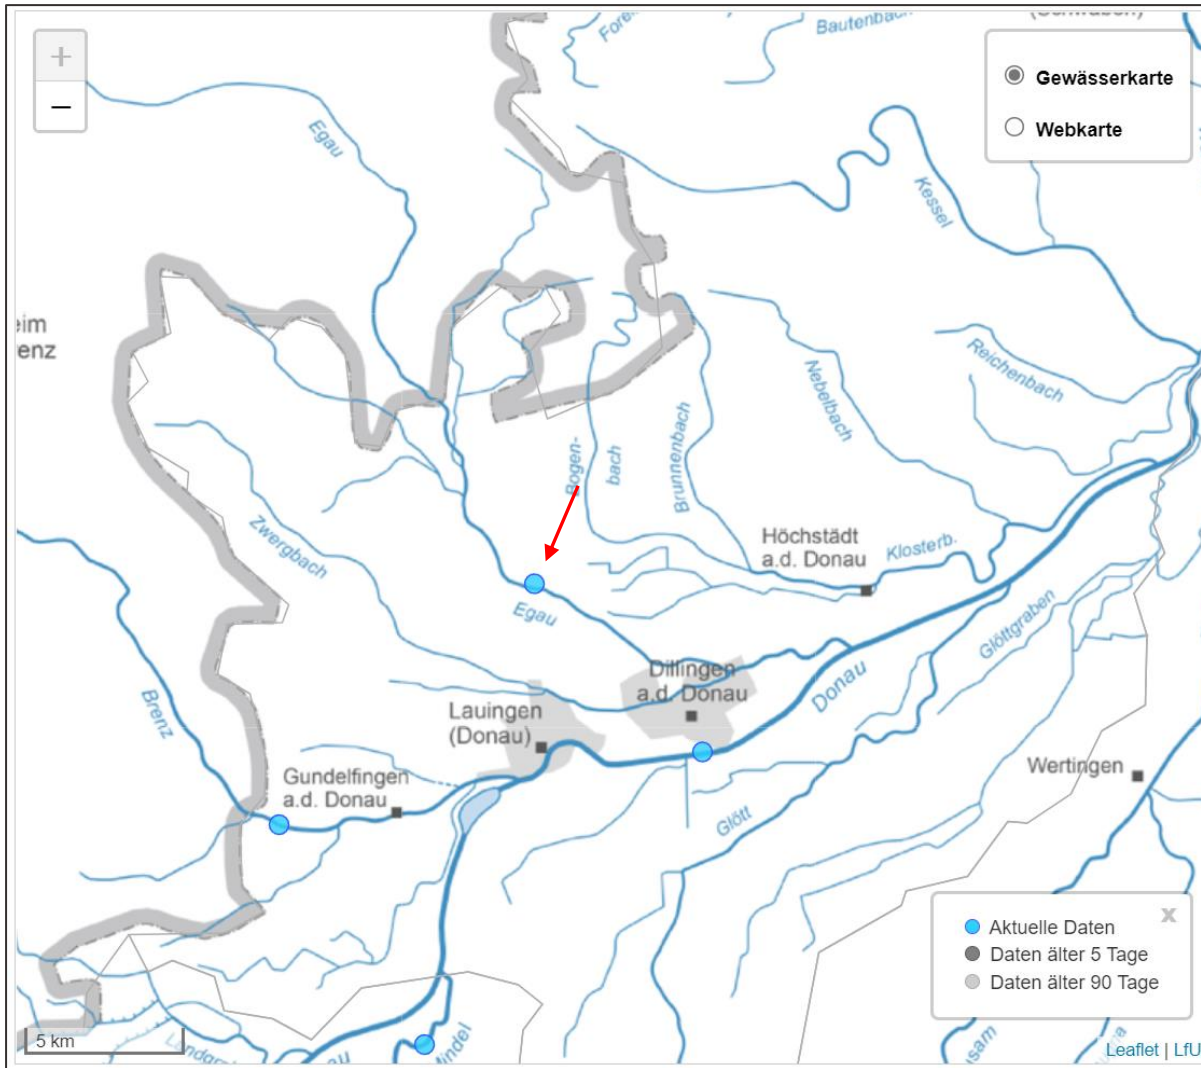 (Schwaben)
Bautenbach
+
−
Gewässerkarte
Webkarte
Egau
Kessel
eim
enz
Reichenbach
Nebelbach
Bogen-
bach
Brunnenbach
Zwergbach
Höchstädt
a.d. Donau
Klosterb.
Egau
Glöttgraben
Dillingen
a.d. Donau
Donau
Brenz
Lauingen
(Donau)
Wertingen
Gundelfingen
a.d. Donau
Glött
x
Aktuelle Daten
Daten älter 5 Tage
Daten älter 90 Tage
5 km
Mindel
Leaflet | LfU